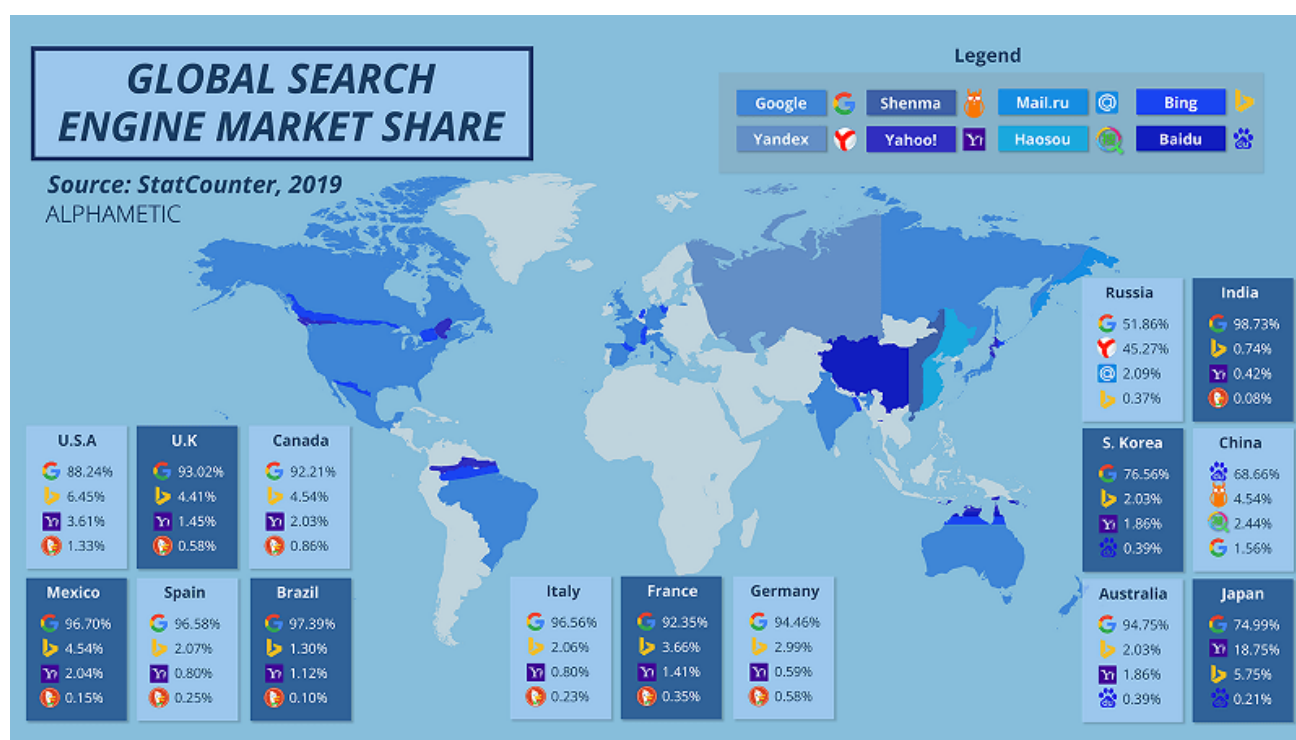 GLOBAL SEARCH
ENGINE MARKET SHARE
Source: StatCounter, 2019
ALPHAMETIC
Legend
Google Shenma Mail.ru Bing
Yandex Yahoo! Haosou Baidu
Russia
51.86%
45.27%
2.09%
0.37%
India
98.73%
0.74%
0.42%
0.08%
U.S.A
88.24%
6.45%
3.61%
1.33%
U.K
93.02%
4.41%
1.45%
0.58%
Canada
92.21%
4.54%
2.03%
0.86%
S. Korea
76.56%
2.03%
1.86%
0.39%
China
68.66%
4.54%
2.44%
1.56%
Mexico
96.70%
4.54%
2.04%
0.15%
Spain
96.58%
2.07%
0.80%
0.25%
Brazil
97.39%
1.30%
1.12%
0.10%
Italy
96.56%
2.06%
0.80%
0.23%
France
92.35%
3.66%
1.41%
0.35%
Germany
94.46%
2.99%
0.59%
0.58%
Australia
94.75%
2.03%
1.86%
0.39%
Japan
74.99%
18.75%
5.75%
0.21%